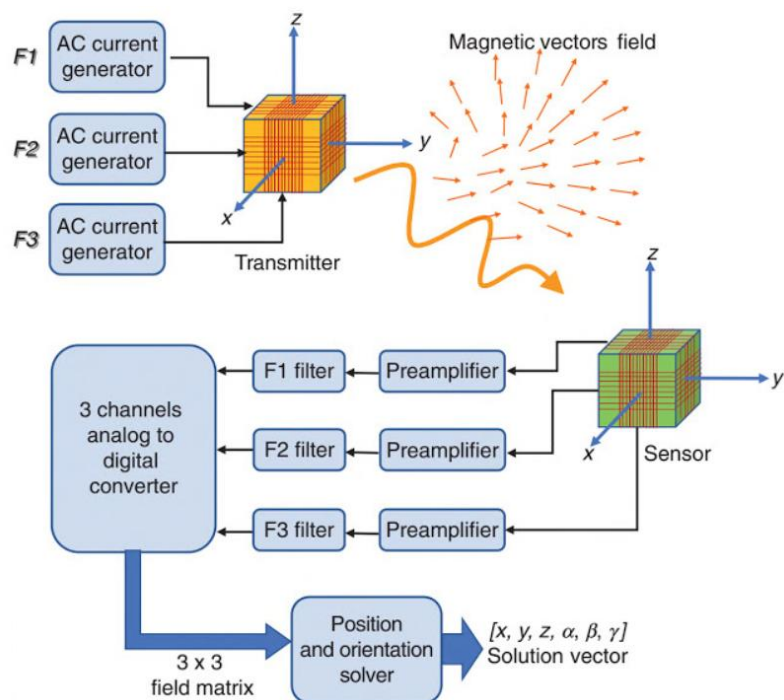 F1
AC current
generator
F2
AC current
generator
F3
AC current
generator
z
y
x
Transmitter
Magnetic vectors field
z
y
x
Sensor
3 channels
analog to
digital
converter
F1 filter
Preamplifier
F2 filter
Preamplifier
F3 filter
Preamplifier
3 x 3
field matrix
Position
and orientation
solver
[x, y, z, α, β, γ]
Solution vector